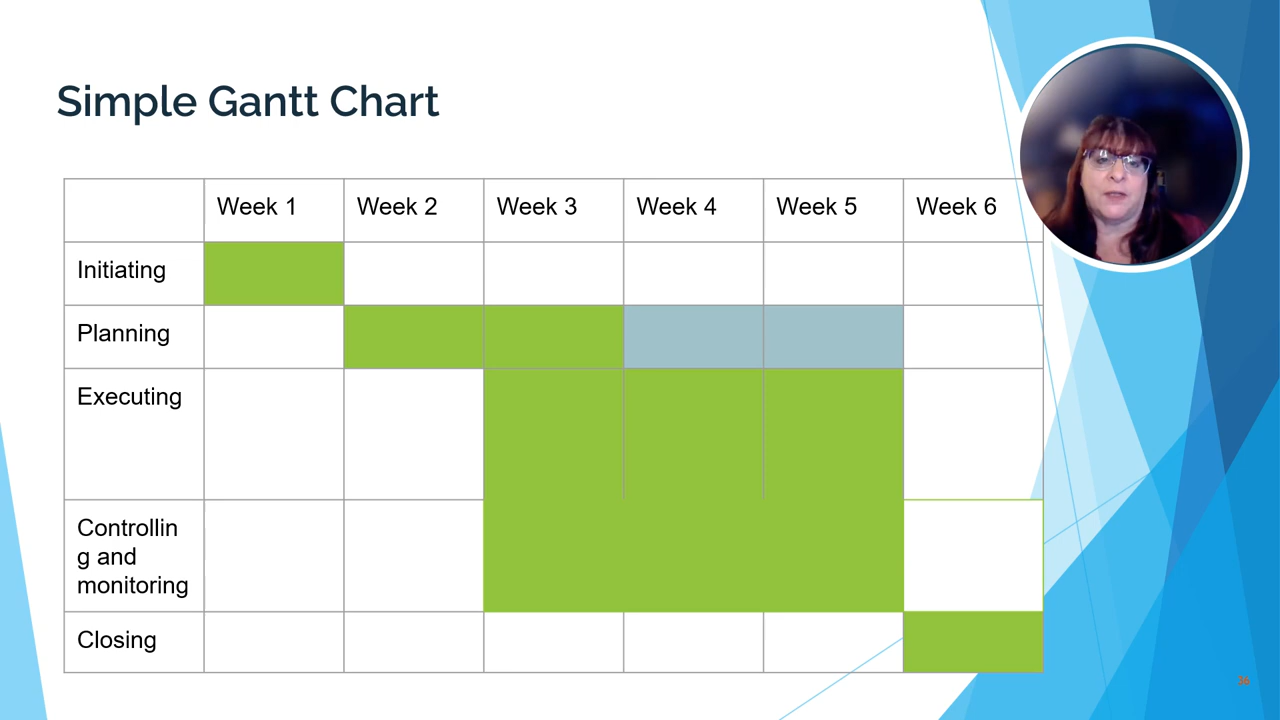 Simple Gantt Chart
Week 1 Week 2 Week 3 Week 4 Week 5 Week 6
Initiating
Planning
Executing
Controllin
g and
monitoring
Closing
36